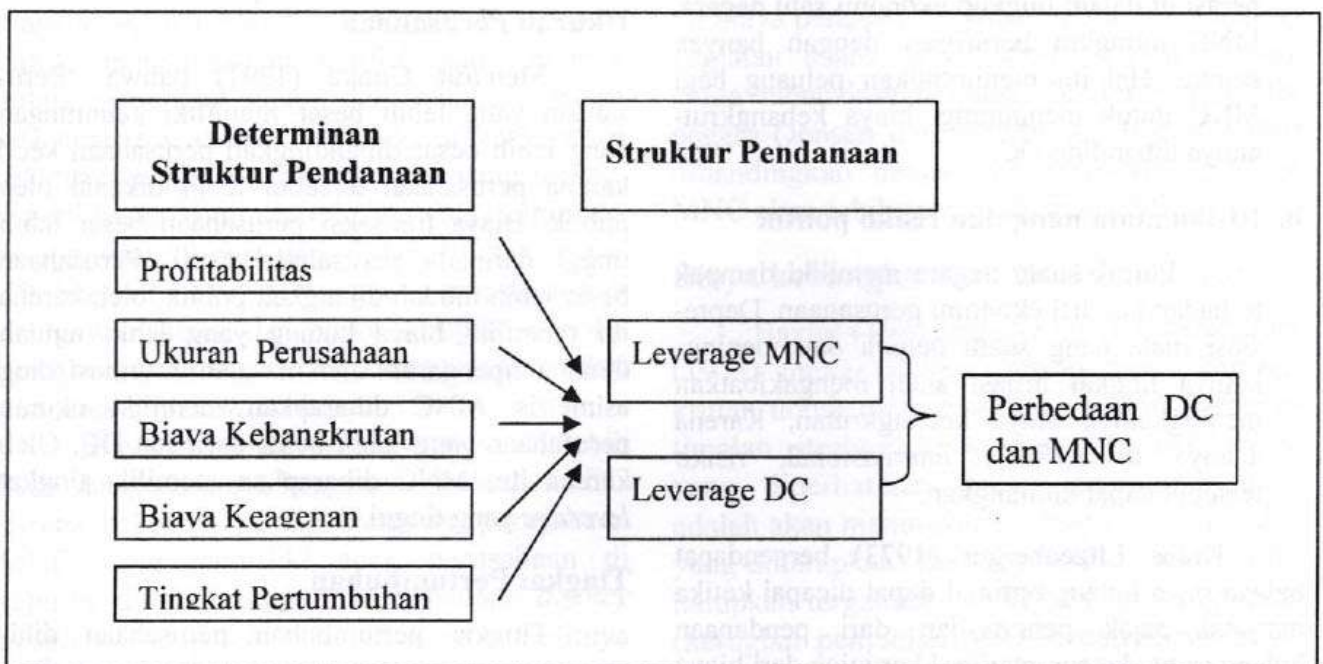 Determinan
Struktur Pendanaan
Struktur Pendanaan
Profitabilitas
Ukuran Perusahaan
Biaya Kebangkrutan
Biaya Keagenan
Tingkat Pertumbuhan
Leverage MNC
Leverage DC
Perbedaan DC
dan MNC